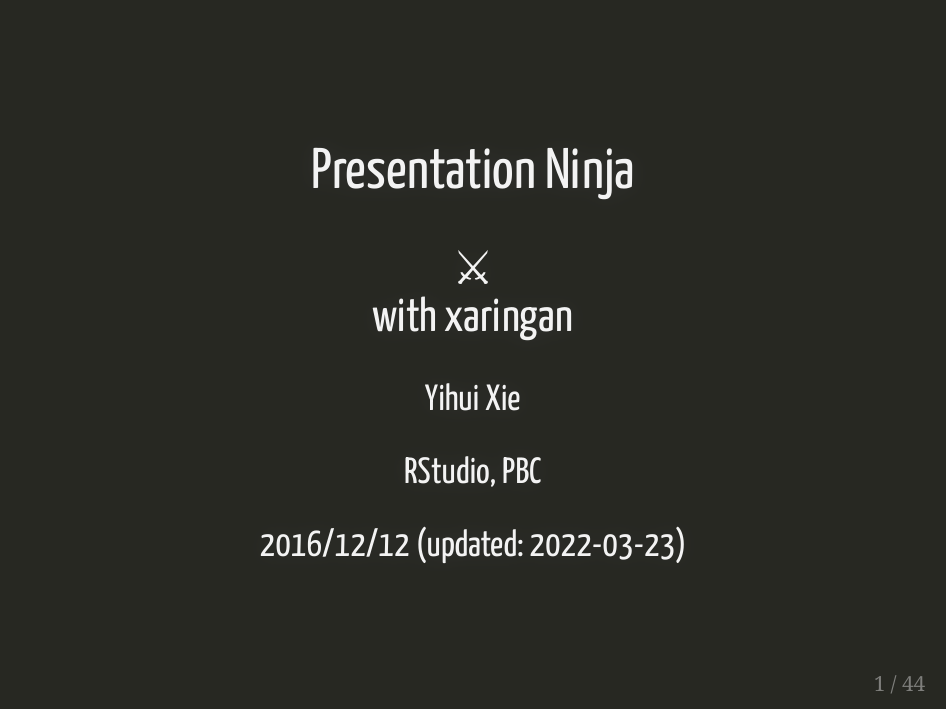 Presentation Ninja
⚔
with xaringan
Yihui Xie
RStudio, PBC
2016/12/12 (updated: 2022-03-23)
1 / 44